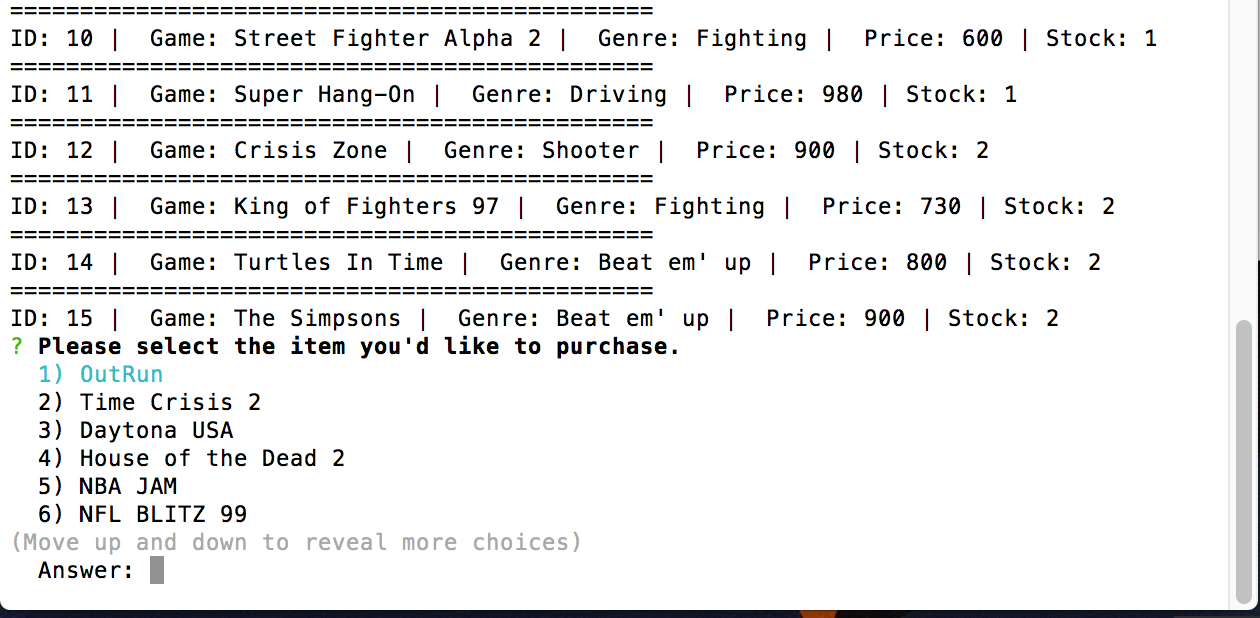 ==============================================
ID: 10 |  Game: Street Fighter Alpha 2 |  Genre: Fighting |  Price: 600 | Stock: 1
==============================================
ID: 11 |  Game: Super Hang-On |  Genre: Driving |  Price: 980 | Stock: 1
==============================================
ID: 12 |  Game: Crisis Zone |  Genre: Shooter |  Price: 900 | Stock: 2
==============================================
ID: 13 |  Game: King of Fighters 97 |  Genre: Fighting |  Price: 730 | Stock: 2
==============================================
ID: 14 |  Game: Turtles In Time |  Genre: Beat em' up |  Price: 800 | Stock: 2
==============================================
ID: 15 |  Game: The Simpsons |  Genre: Beat em' up |  Price: 900 | Stock: 2
? Please select the item you'd like to purchase.
1) OutRun
2) Time Crisis 2
3) Daytona USA
4) House of the Dead 2
5) NBA JAM
6) NFL BLITZ 99
(Move up and down to reveal more choices)
Answer: